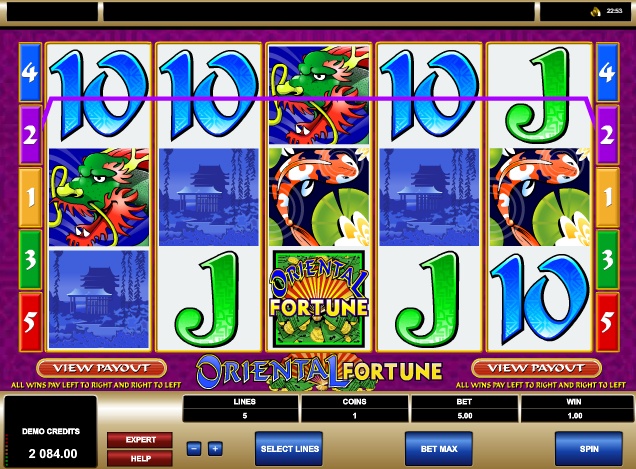 22:53
4 10 10 10 J 4
2 2
1 1
3 J ORIENTAL FORTUNE J 10 3
5 5
VIEW PAYOUT ORIENTAL FORTUNE VIEW PAYOUT
ALL WINS PAY LEFT TO RIGHT AND RIGHT TO LEFT ALL WINS PAY LEFT TO RIGHT AND RIGHT TO LEFT
LINES COINS BET WIN
5 1 5.00 1.00
DEMO CREDITS
2 084.00
EXPERT
HELP
- +
SELECT LINES
BET MAX
SPIN